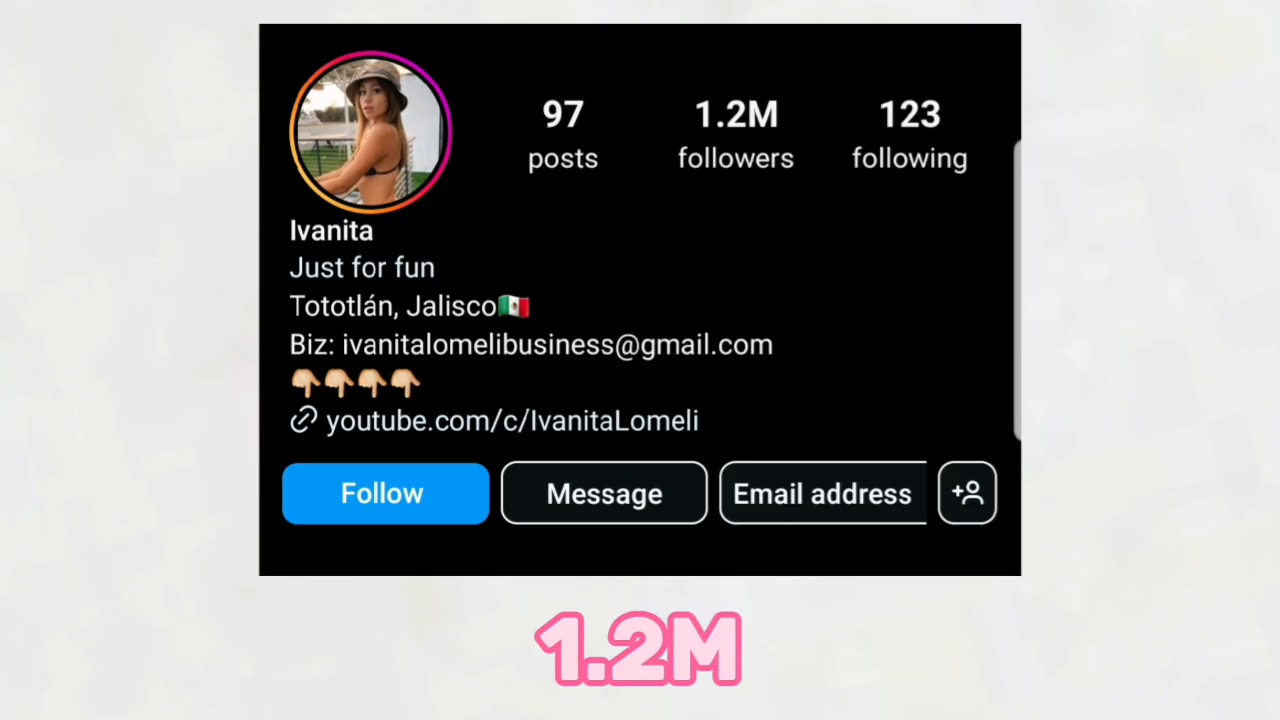 97 1.2M 123
posts followers following
Ivanita
Just for fun
Tototlán, Jalisco🇲🇽
Biz: ivanitalomelibusiness@gmail.com
👇🏼👇🏼👇🏼👇🏼
youtube.com/c/IvanitaLomeli
Follow Message Email address
1.2M